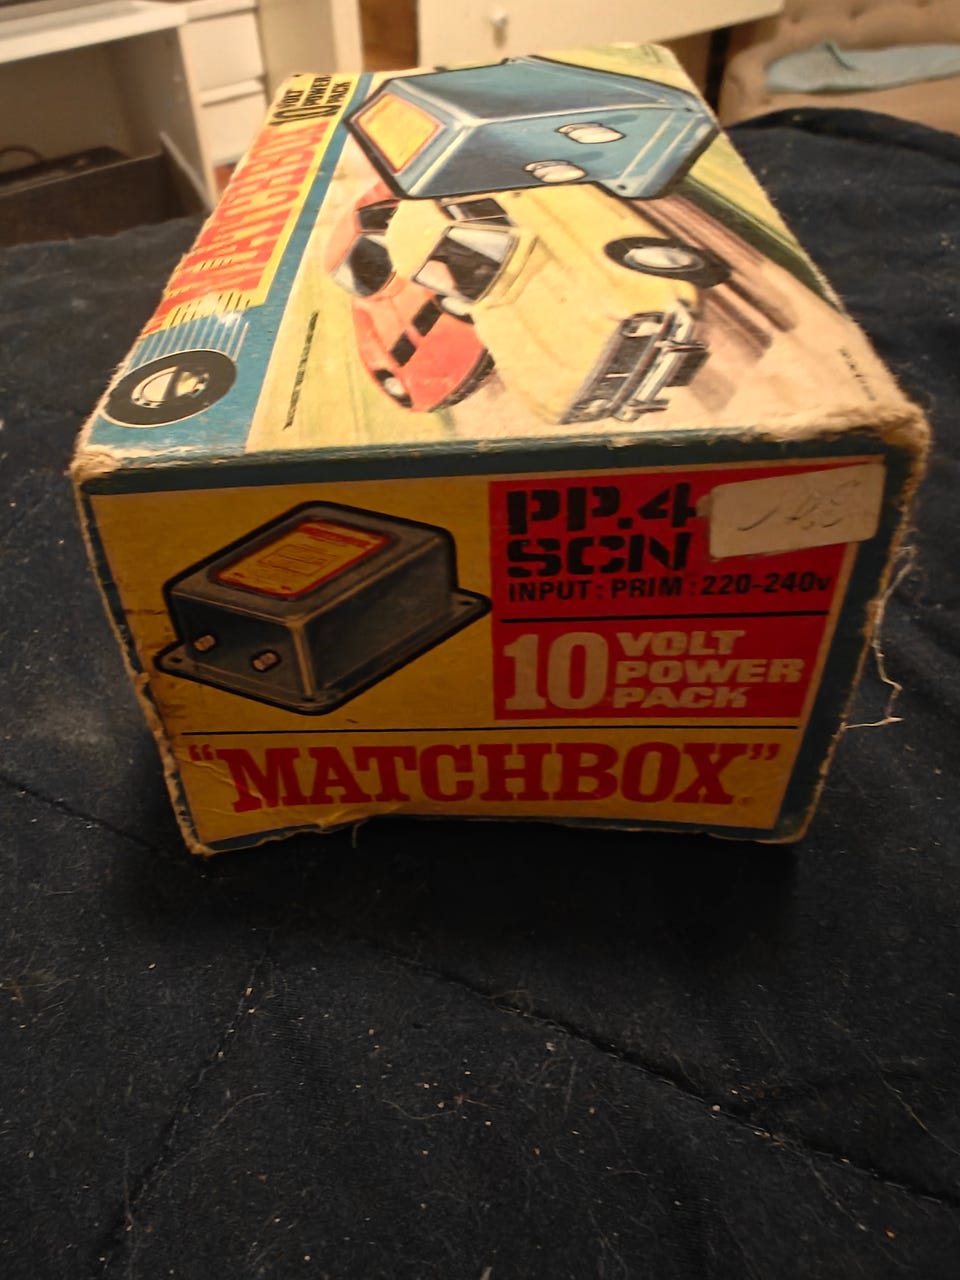 10 VOLT
POWER
PACK
MATCHBOX
PP.4
SCN
INPUT : PRIM : 220-240v
10 VOLT
POWER
PACK
"MATCHBOX"®